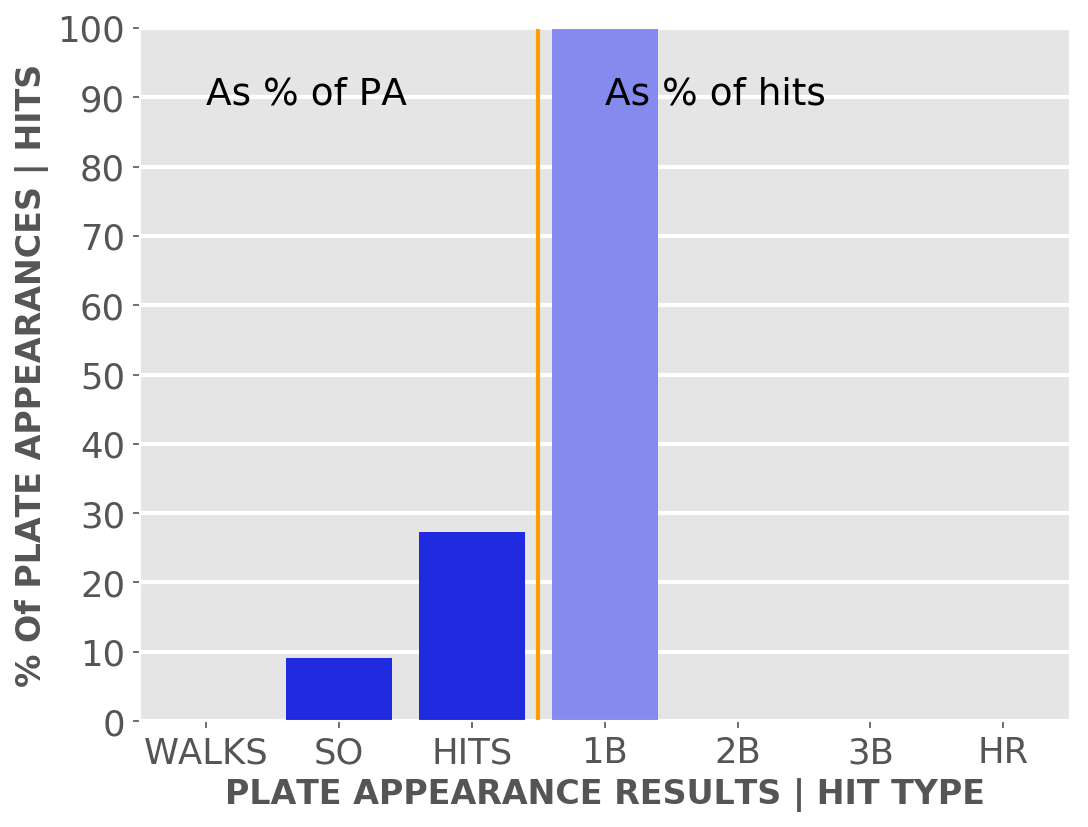 100
90
80
70
60
50
40
30
20
10
0
% Of PLATE APPEARANCES | HITS
As % of PA
As % of hits
WALKS SO HITS 1B 2B 3B HR
PLATE APPEARANCE RESULTS | HIT TYPE